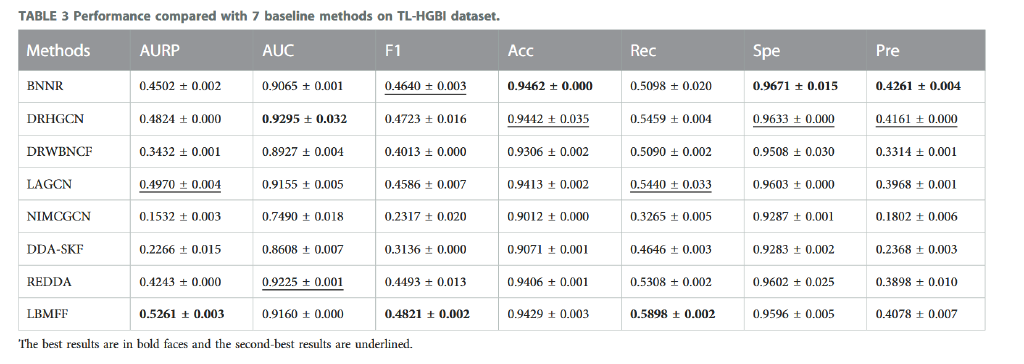 TABLE 3 Performance compared with 7 baseline methods on TL-HGBI dataset.
Methods AURP AUC F1 Acc Rec Spe Pre
BNNR 0.4502 ± 0.002 0.9065 ± 0.001 0.4640 ± 0.003 0.9462 ± 0.000 0.5098 ± 0.020 0.9671 ± 0.015 0.4261 ± 0.004
DRHGCN 0.4824 ± 0.000 0.9295 ± 0.032 0.4723 ± 0.016 0.9442 ± 0.035 0.5459 ± 0.004 0.9633 ± 0.000 0.4161 ± 0.000
DRWBNCF 0.3432 ± 0.001 0.8927 ± 0.004 0.4013 ± 0.000 0.9306 ± 0.002 0.5090 ± 0.002 0.9508 ± 0.030 0.3314 ± 0.001
LAGCN 0.4970 ± 0.004 0.9155 ± 0.005 0.4586 ± 0.007 0.9413 ± 0.002 0.5440 ± 0.033 0.9603 ± 0.000 0.3968 ± 0.001
NIMCGCN 0.1532 ± 0.003 0.7490 ± 0.018 0.2317 ± 0.020 0.9012 ± 0.000 0.3265 ± 0.005 0.9287 ± 0.001 0.1802 ± 0.006
DDA-SKF 0.2266 ± 0.015 0.8608 ± 0.007 0.3136 ± 0.000 0.9071 ± 0.001 0.4646 ± 0.003 0.9283 ± 0.002 0.2368 ± 0.003
REDDA 0.4243 ± 0.000 0.9225 ± 0.001 0.4493 ± 0.013 0.9406 ± 0.001 0.5308 ± 0.002 0.9602 ± 0.025 0.3898 ± 0.010
LBMFF 0.5261 ± 0.003 0.9160 ± 0.000 0.4821 ± 0.002 0.9429 ± 0.003 0.5898 ± 0.002 0.9596 ± 0.005 0.4078 ± 0.007
The best results are in bold faces and the second-best results are underlined.